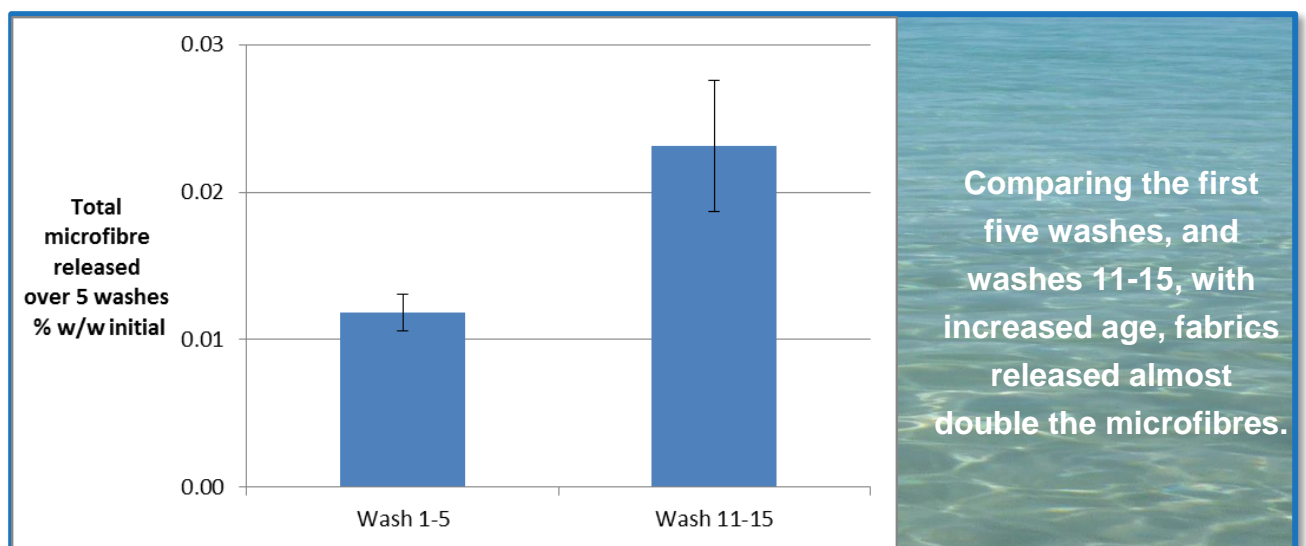 0.03
0.02
0.01
0.00
Total
microfibre
released
over 5 washes
% w/w initial
Wash 1-5
Wash 11-15
Comparing the first
five washes, and
washes 11-15, with
increased age, fabrics
released almost
double the microfibres.